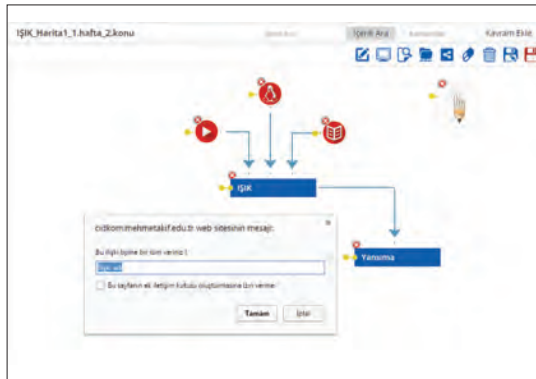 IŞIK_Harita1_1.hafta_2.konu
İçerik Ara
Kavram Ekle
IŞIK
Yansıma
cidkom.mehmetakif.edu.tr web sitesinin mesajı:
Bu ilişki tipine bir isim veriniz !
Bu sayfanın ek iletişim kutusu oluşturmasına izin verme.
Tamam
İptal